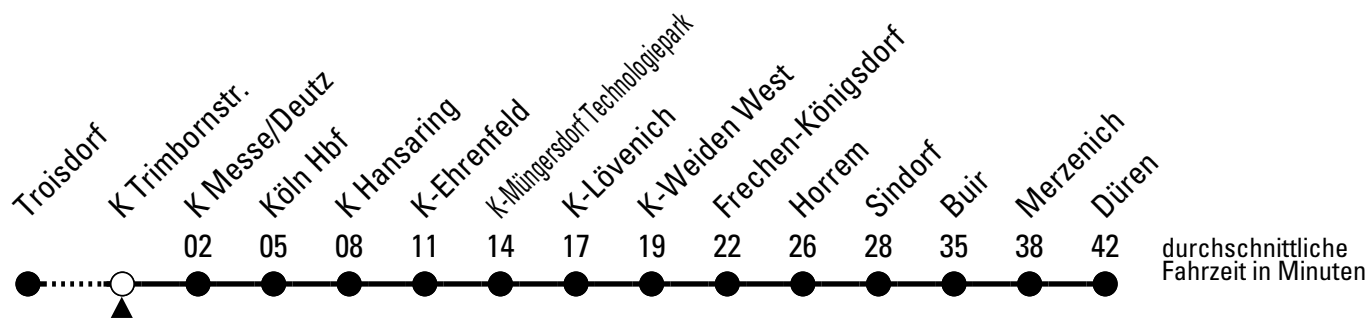 Troisdorf
K Trimbornstr.
K Messe/Deutz
Köln Hbf
K Hansaring
K-Ehrenfeld
K-Müngersdorf Technologiepark
K-Lövenich
K-Weiden West
Frechen-Königsdorf
Horrem
Sindorf
Buir
Merzenich
Düren
02 05 08 11 14 17 19 22 26 28 35 38 42
durchschnittliche
Fahrzeit in Minuten